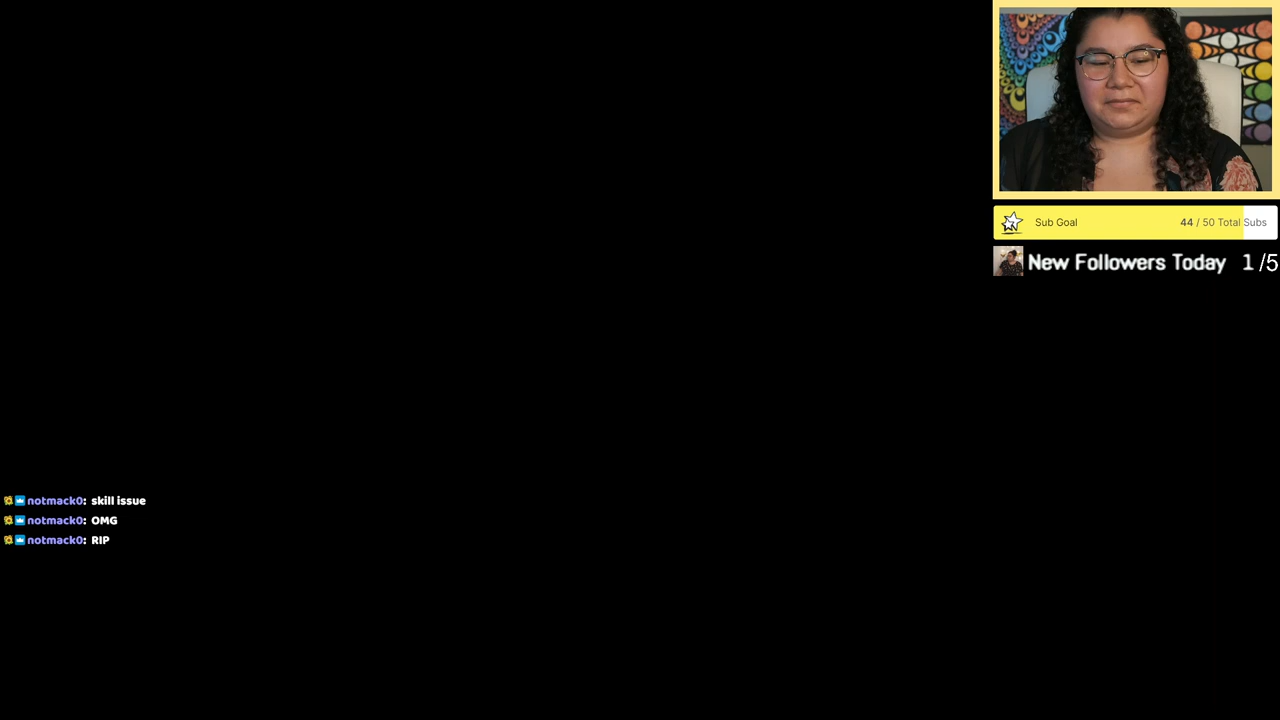 Sub Goal 44 / 50 Total Subs
New Followers Today 1 /5
notmack0: skill issue
notmack0: OMG
notmack0: RIP